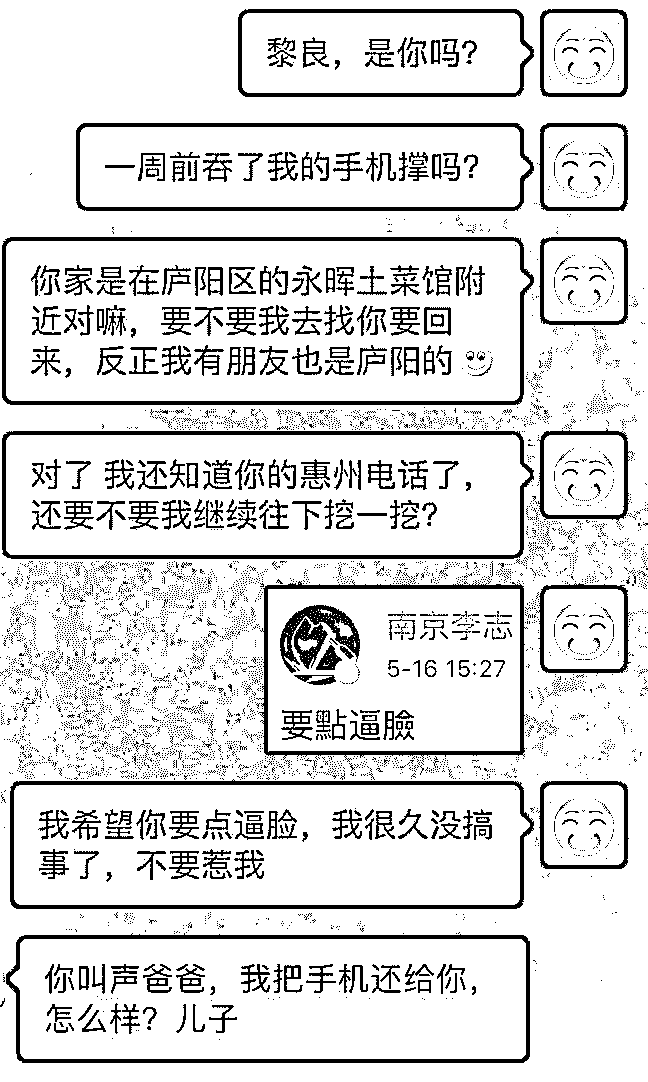 黎良，是你吗？
一周前吞了我的手机撑吗？
你家是在庐阳区的永晖土菜馆附
近对嘛，要不要我去找你要回
来，反正我有朋友也是庐阳的
对了 我还知道你的惠州电话了，
还要不要我继续往下挖一挖？
南京李志
5-16 15:27
要點逼臉
我希望你要点逼脸，我很久没搞
事了，不要惹我
你叫声爸爸，我把手机还给你，
怎么样？儿子